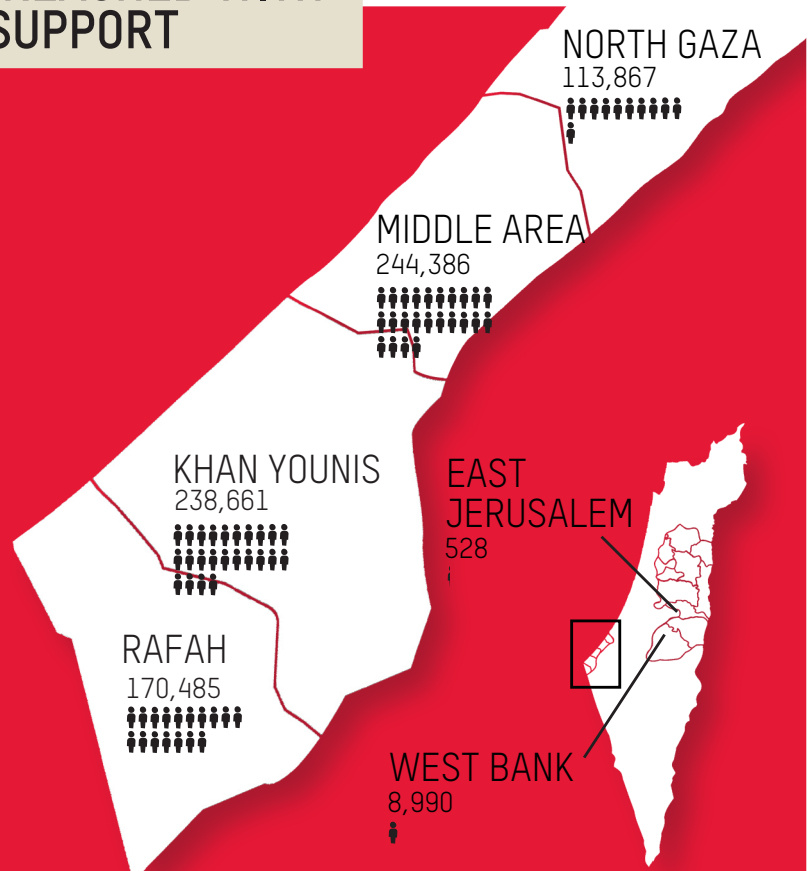 SUPPORT
NORTH GAZA
113,867
MIDDLE AREA
244,386
KHAN YOUNIS
238,661
EAST
JERUSALEM
528
RAFAH
170,485
WEST BANK
8,990